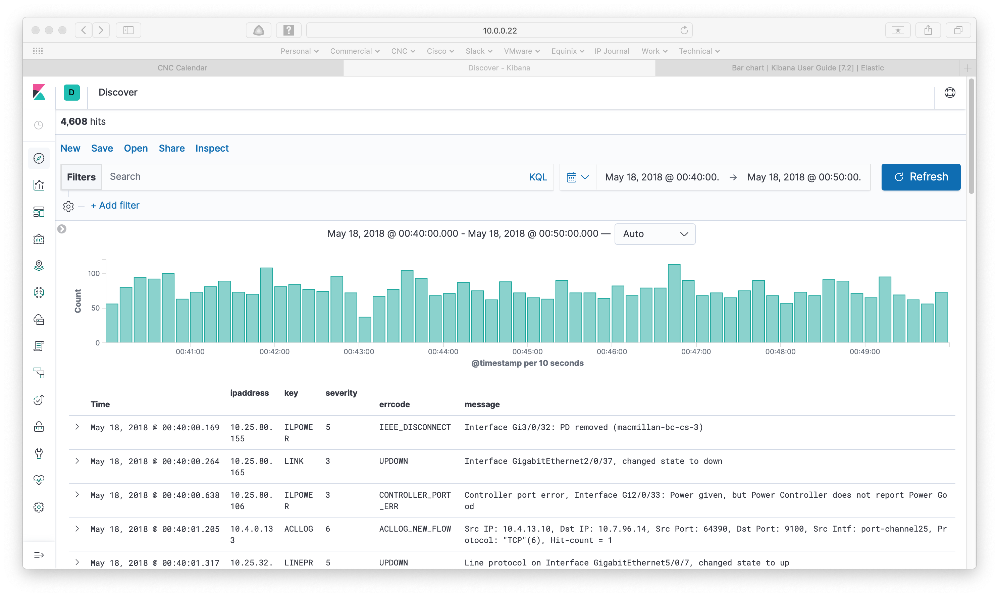 10.0.0.22
Personal Commercial CNC Cisco Slack VMware Equinix IP Journal Work Technical
CNC Calendar Discover - Kibana Bar chart | Kibana User Guide [7.2] | Elastic
D Discover
4,608 hits
New Save Open Share Inspect
Filters Search KQL May 18, 2018 @ 00:40:00. → May 18, 2018 @ 00:50:00. Refresh
+ Add filter
May 18, 2018 @ 00:40:00.000 - May 18, 2018 @ 00:50:00.000 — Auto
100
50
0
Count
00:41:00 00:42:00 00:43:00 00:44:00 00:45:00 00:46:00 00:47:00 00:48:00 00:49:00
@timestamp per 10 seconds
ipaddress key severity
Time errcode message
May 18, 2018 @ 00:40:00.169 10.25.80. ILPOWE 5 IEEE_DISCONNECT Interface Gi3/0/32: PD removed (macmillan-bc-cs-3)
155 R
May 18, 2018 @ 00:40:00.264 10.25.80. LINK 3 UPDOWN Interface GigabitEthernet2/0/37, changed state to down
165
May 18, 2018 @ 00:40:00.638 10.25.80. ILPOWE 3 CONTROLLER_PORT Controller port error, Interface Gi2/0/33: Power given, but Power Controller does not report Power Go
106 R _ERR od
May 18, 2018 @ 00:40:01.205 10.4.0.13 ACLLOG 6 ACLLOG_NEW_FLOW Src IP: 10.4.13.10, Dst IP: 10.7.96.14, Src Port: 64390, Dst Port: 9100, Src Intf: port-channel25, Pr
3 otocol: "TCP"(6), Hit-count = 1
May 18, 2018 @ 00:40:01.317 10.25.32. LINEPR 5 UPDOWN Line protocol on Interface GigabitEthernet5/0/7, changed state to up